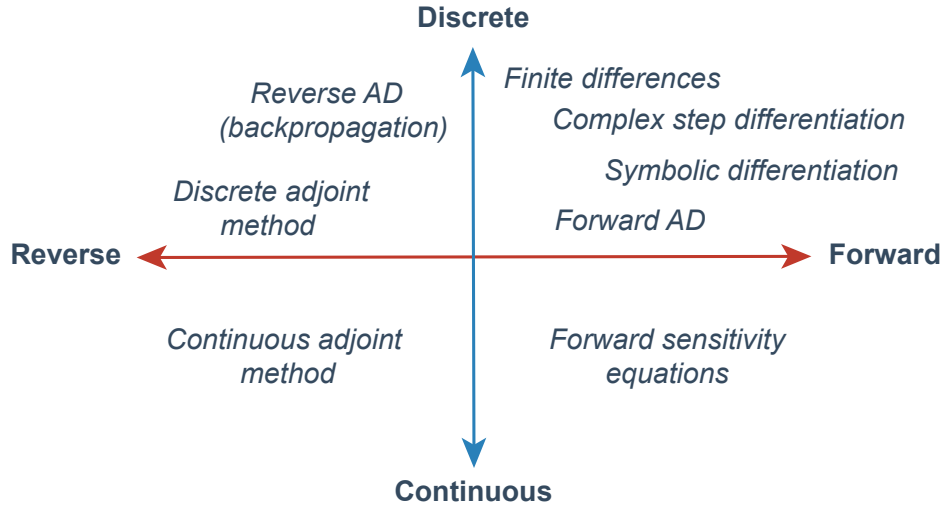 Discrete
Finite differences
Reverse AD
(backpropagation)
Complex step differentiation
Symbolic differentiation
Discrete adjoint
method
Forward AD
Reverse
Forward
Continuous adjoint
method
Forward sensitivity
equations
Continuous